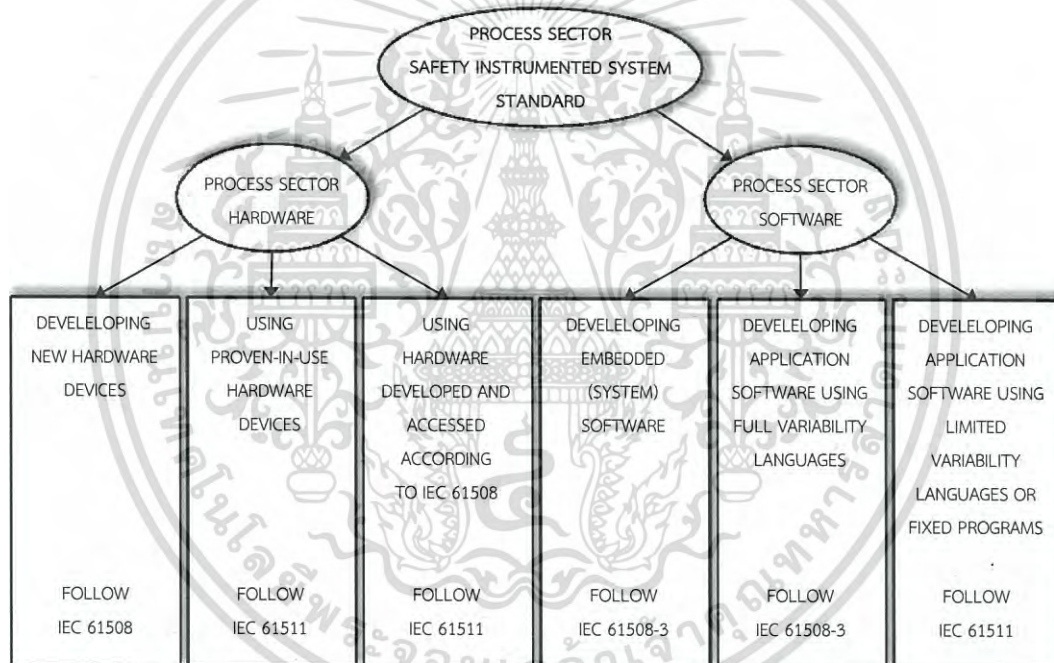 PROCESS SECTOR
SAFETY INSTRUMENTED SYSTEM
STANDARD
PROCESS SECTOR
HARDWARE
PROCESS SECTOR
SOFTWARE
DEVELELOPING
NEW HARDWARE
DEVICES
FOLLOW
IEC 61508
USING
PROVEN-IN-USE
HARDWARE
DEVICES
FOLLOW
IEC 61511
USING
HARDWARE
DEVELOPED AND
ACCESSED
ACCORDING
TO IEC 61508
FOLLOW
IEC 61511
DEVELELOPING
EMBEDDED
(SYSTEM)
SOFTWARE
FOLLOW
IEC 61508-3
DEVELELOPING
APPLICATION
SOFTWARE USING
FULL VARIABILITY
LANGUAGES
FOLLOW
IEC 61508-3
DEVELELOPING
APPLICATION
SOFTWARE USING
LIMITED
VARIABILITY
LANGUAGES OR
FIXED PROGRAMS
.
FOLLOW
IEC 61511